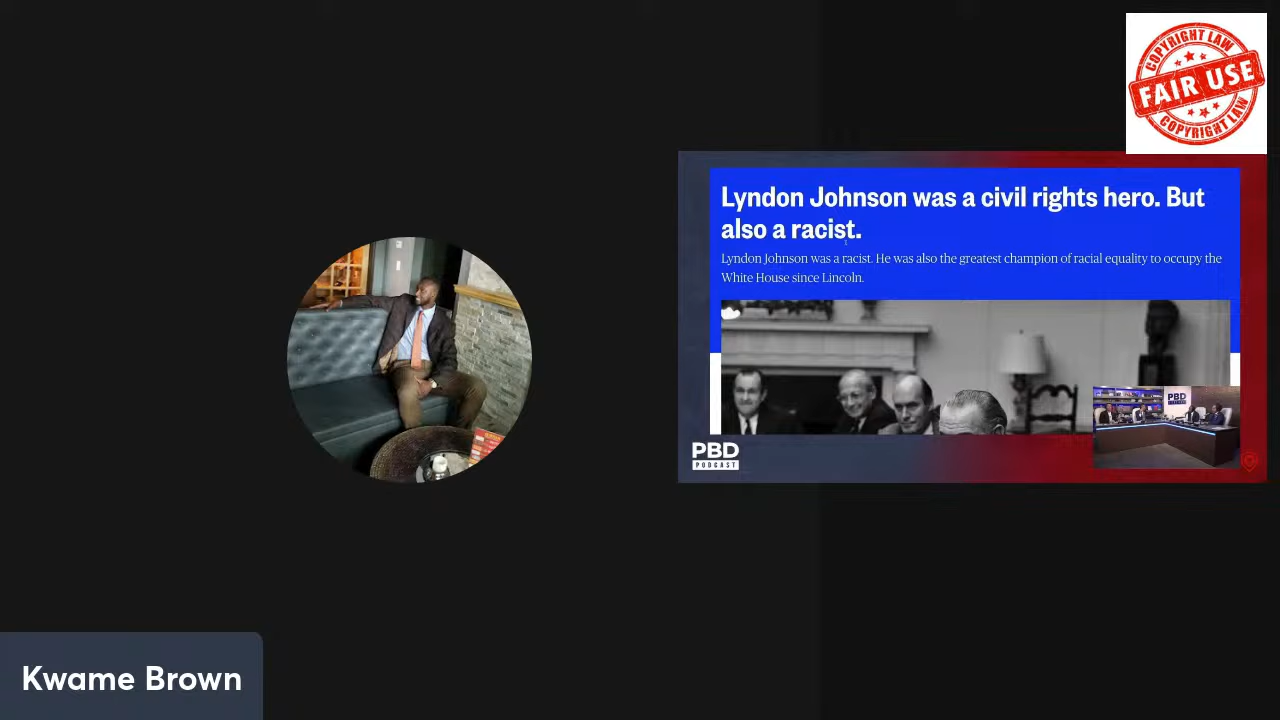 COPYRIGHT LAW
FAIR USE
COPYRIGHT LAW
Lyndon Johnson was a civil rights hero. But
also a racist.
Lyndon Johnson was a racist. He was also the greatest champion of racial equality to occupy the
White House since Lincoln.
PBD
PBD
PODCAST
Kwame Brown